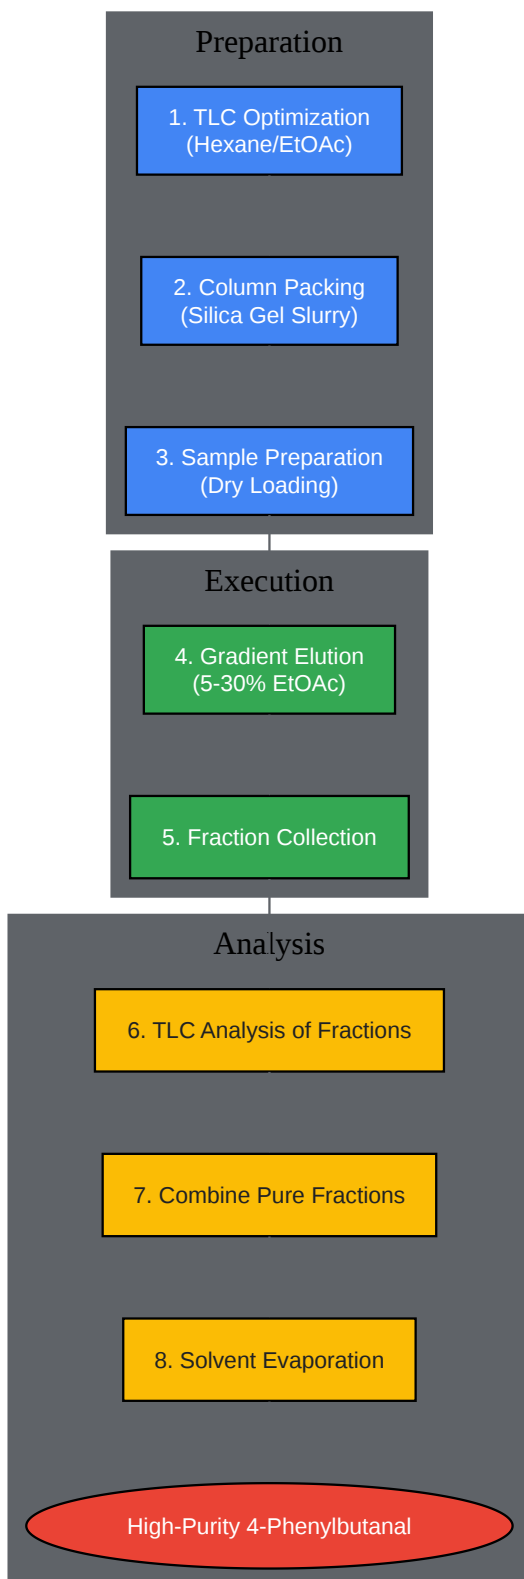 Preparation
1. TLC Optimization
(Hexane/EtOAc)
2. Column Packing
(Silica Gel Slurry)
3. Sample Preparation
(Dry Loading)
Execution
4. Gradient Elution
(5-30% EtOAc)
5. Fraction Collection
Analysis
6. TLC Analysis of Fractions
7. Combine Pure Fractions
8. Solvent Evaporation
High-Purity 4-Phenylbutanal